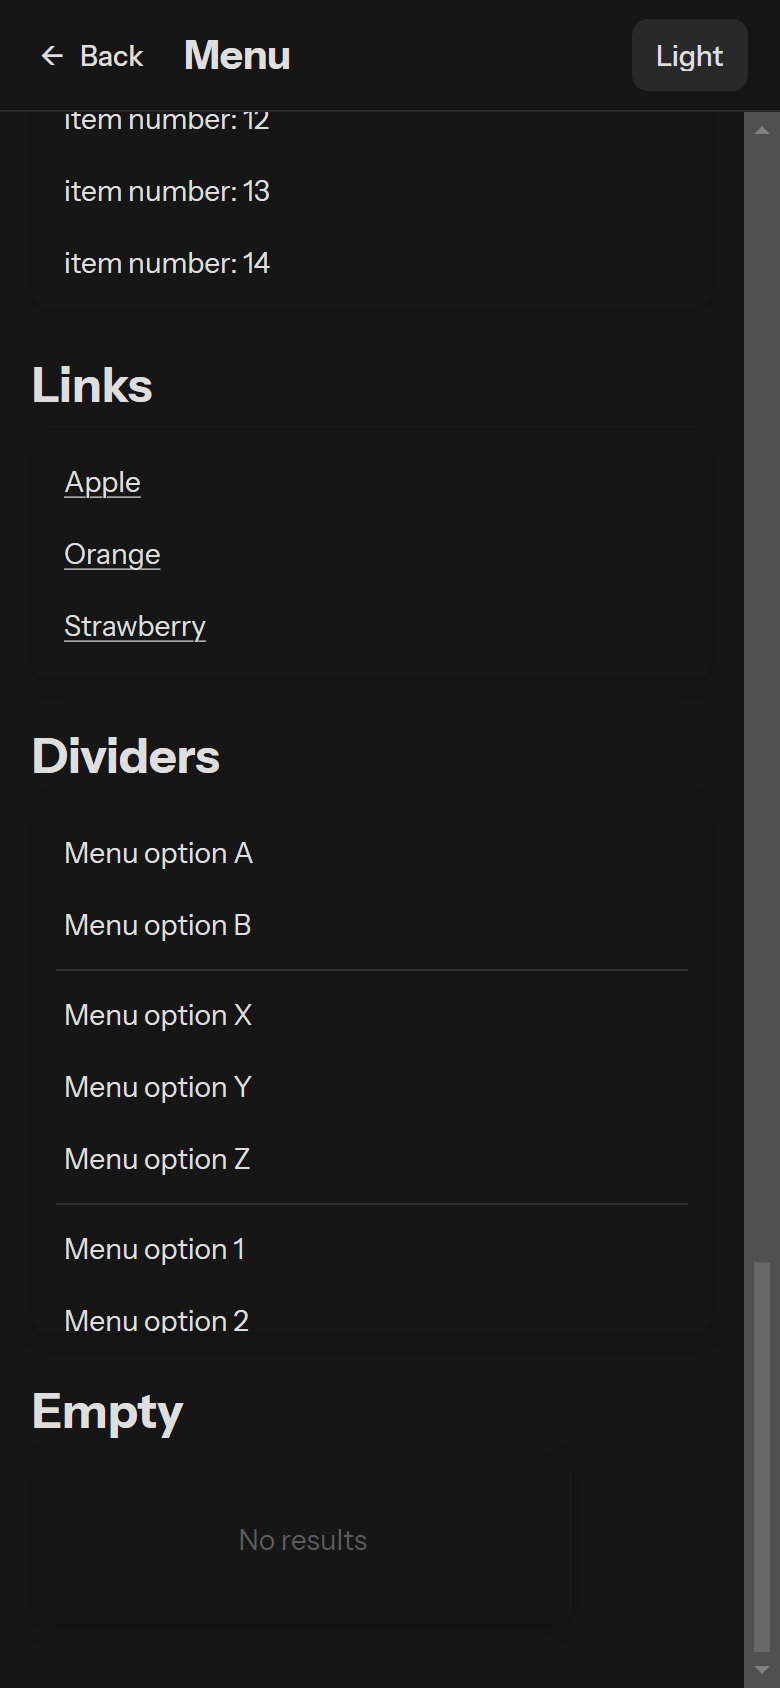 ← Back Menu Light
item number: 12
item number: 13
item number: 14
Links
Apple
Orange
Strawberry
Dividers
Menu option A
Menu option B
Menu option X
Menu option Y
Menu option Z
Menu option 1
Menu option 2
Empty
No results